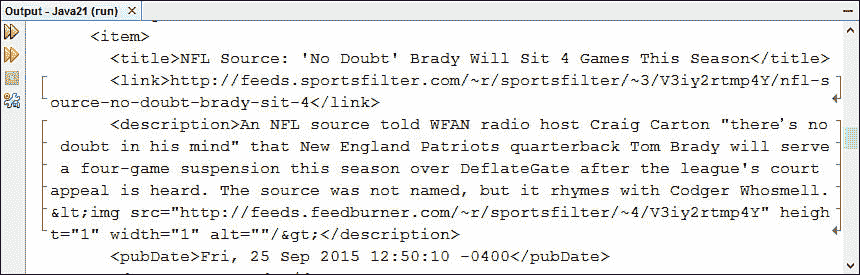 Output - Java21 (run) ×
<item>
<title>NFL Source: 'No Doubt' Brady Will Sit 4 Games This Season</title>
<link>http://feeds.sportsfilter.com/~r/sportsfilter/~3/V3iy2rtmp4Y/nfl-s
ource-no-doubt-brady-sit-4</link>
<description>An NFL source told WFAN radio host Craig Carton "there’s no
doubt in his mind" that New England Patriots quarterback Tom Brady will serve
a four-game suspension this season over DeflateGate after the league's court
appeal is heard. The source was not named, but it rhymes with Codger Whosmell.
&lt;img src="http://feeds.feedburner.com/~r/sportsfilter/~4/V3iy2rtmp4Y" heigh
t="1" width="1" alt=""/&gt;</description>
<pubDate>Fri, 25 Sep 2015 12:50:10 -0400</pubDate>